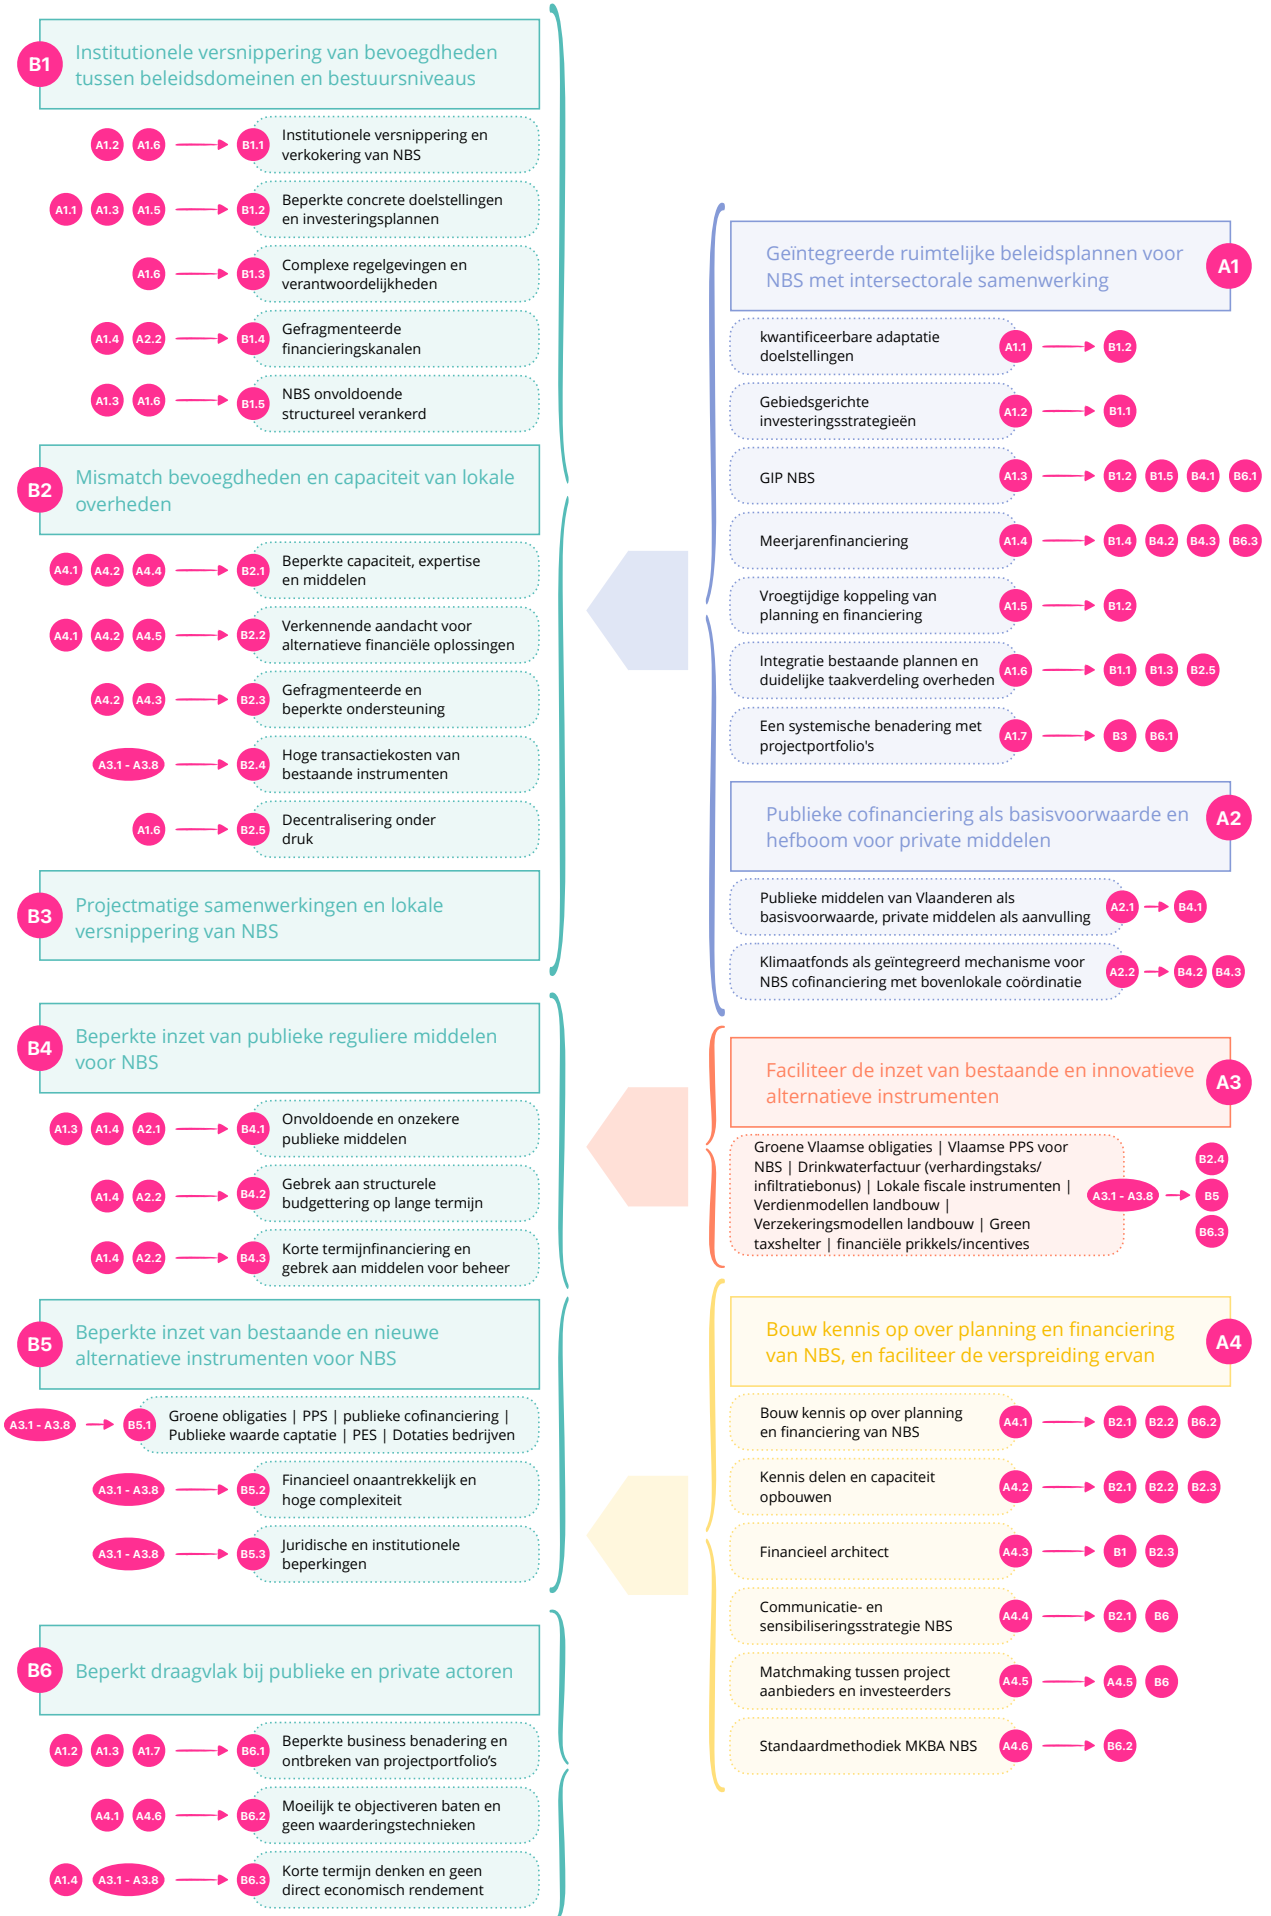 B1
Institutionele versnippering van bevoegdheden
tussen beleidsdomeinen en bestuursniveaus
A1.2 A1.6 B1.1
Institutionele versnippering en
verkokering van NBS
A1.1 A1.3 A1.5 B1.2
Beperkte concrete doelstellingen
en investeringsplannen
A1.6 B1.3
Complexe regelgevingen en
verantwoordelijkheden
A1.4 A2.2 B1.4
Gefragmenteerde
financieringskanalen
A1.3 A1.6 B1.5
NBS onvoldoende
structureel verankerd
B2
Mismatch bevoegdheden en capaciteit van lokale
overheden
A4.1 A4.2 A4.4 B2.1
Beperkte capaciteit, expertise
en middelen
A4.1 A4.2 A4.5 B2.2
Verkennende aandacht voor
alternatieve financiële oplossingen
A4.2 A4.3 B2.3
Gefragmenteerde en
beperkte ondersteuning
A3.1 - A3.8 B2.4
Hoge transactiekosten van
bestaande instrumenten
A1.6 B2.5
Decentralisering onder
druk
B3
Projectmatige samenwerkingen en lokale
versnippering van NBS
B4
Beperkte inzet van publieke reguliere middelen
voor NBS
A1.3 A1.4 A2.1 B4.1
Onvoldoende en onzekere
publieke middelen
A1.4 A2.2 B4.2
Gebrek aan structurele
budgettering op lange termijn
A1.4 A2.2 B4.3
Korte termijnfinanciering en
gebrek aan middelen voor beheer
B5
Beperkte inzet van bestaande en nieuwe
alternatieve instrumenten voor NBS
A3.1 - A3.8 B5.1
Groene obligaties | PPS | publieke cofinanciering |
Publieke waarde captatie | PES | Dotaties bedrijven
A3.1 - A3.8 B5.2
Financieel onaantrekkelijk en
hoge complexiteit
A3.1 - A3.8 B5.3
Juridische en institutionele
beperkingen
B6
Beperkt draagvlak bij publieke en private actoren
A1.2 A1.3 A1.7 B6.1
Beperkte business benadering en
ontbreken van projectportfolio's
A4.1 A4.6 B6.2
Moeilijk te objectiveren baten en
geen waarderingstechnieken
A1.4 A3.1 - A3.8 B6.3
Korte termijn denken en geen
direct economisch rendement
Geïntegreerde ruimtelijke beleidsplannen voor
NBS met intersectorale samenwerking
A1
kwantificeerbare adaptatie
doelstellingen
A1.1 B1.2
Gebiedsgerichte
investeringsstrategieën
A1.2 B1.1
GIP NBS
A1.3 B1.2 B1.5 B4.1 B6.1
Meerjarenfinanciering
A1.4 B1.4 B4.2 B4.3 B6.3
Vroegtijdige koppeling van
planning en financiering
A1.5 B1.2
Integratie bestaande plannen en
duidelijke taakverdeling overheden
A1.6 B1.1 B1.3 B2.5
Een systemische benadering met
projectportfolio's
A1.7 B3 B6.1
Publieke cofinanciering als basisvoorwaarde en
hefboom voor private middelen
A2
Publieke middelen van Vlaanderen als
basisvoorwaarde, private middelen als aanvulling
A2.1 B4.1
Klimaatfonds als geïntegreerd mechanisme voor
NBS cofinanciering met bovenlokale coördinatie
A2.2 B4.2 B4.3
Faciliteer de inzet van bestaande en innovatieve
alternatieve instrumenten
A3
Groene Vlaamse obligaties | Vlaamse PPS voor
NBS | Drinkwaterfactuur (verhardingstaks/
infiltratiebonus) | Lokale fiscale instrumenten |
Verdienmodellen landbouw |
Verzekeringsmodellen landbouw | Green
taxshelter | financiële prikkels/incentives
A3.1 - A3.8
B2.4
B5
B6.3
Bouw kennis op over planning en financiering
van NBS, en faciliteer de verspreiding ervan
A4
Bouw kennis op over planning
en financiering van NBS
A4.1 B2.1 B2.2 B6.2
Kennis delen en capaciteit
opbouwen
A4.2 B2.1 B2.2 B2.3
Financieel architect
A4.3 B1 B2.3
Communicatie- en
sensibiliseringsstrategie NBS
A4.4 B2.1 B6
Matchmaking tussen project
aanbieders en investeerders
A4.5 A4.5 B6
Standaardmethodiek MKBA NBS
A4.6 B6.2